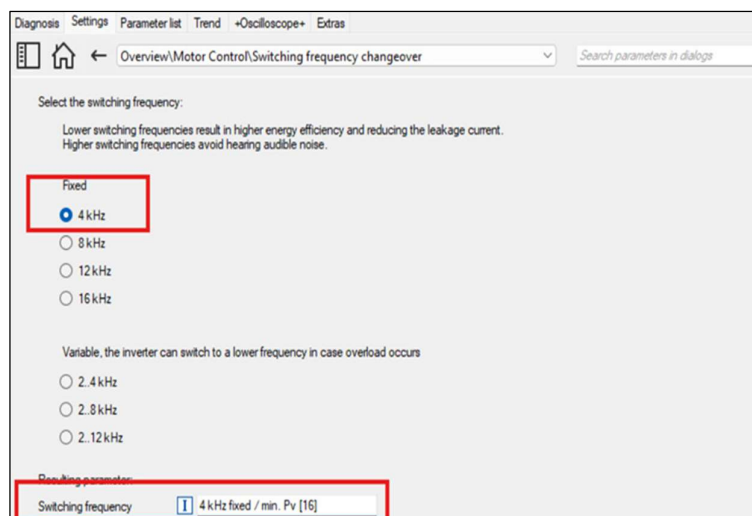 Diagnosis Settings Parameter list Trend +Oscilloscope+ Extras
Overview\Motor Control\Switching frequency changeover Search parameters in dialogs
Select the switching frequency:
Lower switching frequencies result in higher energy efficiency and reducing the leakage current.
Higher switching frequencies avoid hearing audible noise.
Fixed
4 kHz
8 kHz
12 kHz
16 kHz
Variable, the inverter can switch to a lower frequency in case overload occurs
2..4 kHz
2..8 kHz
2..12 kHz
Resulting parameter:
Switching frequency I 4 kHz fixed / min. Pv [16]